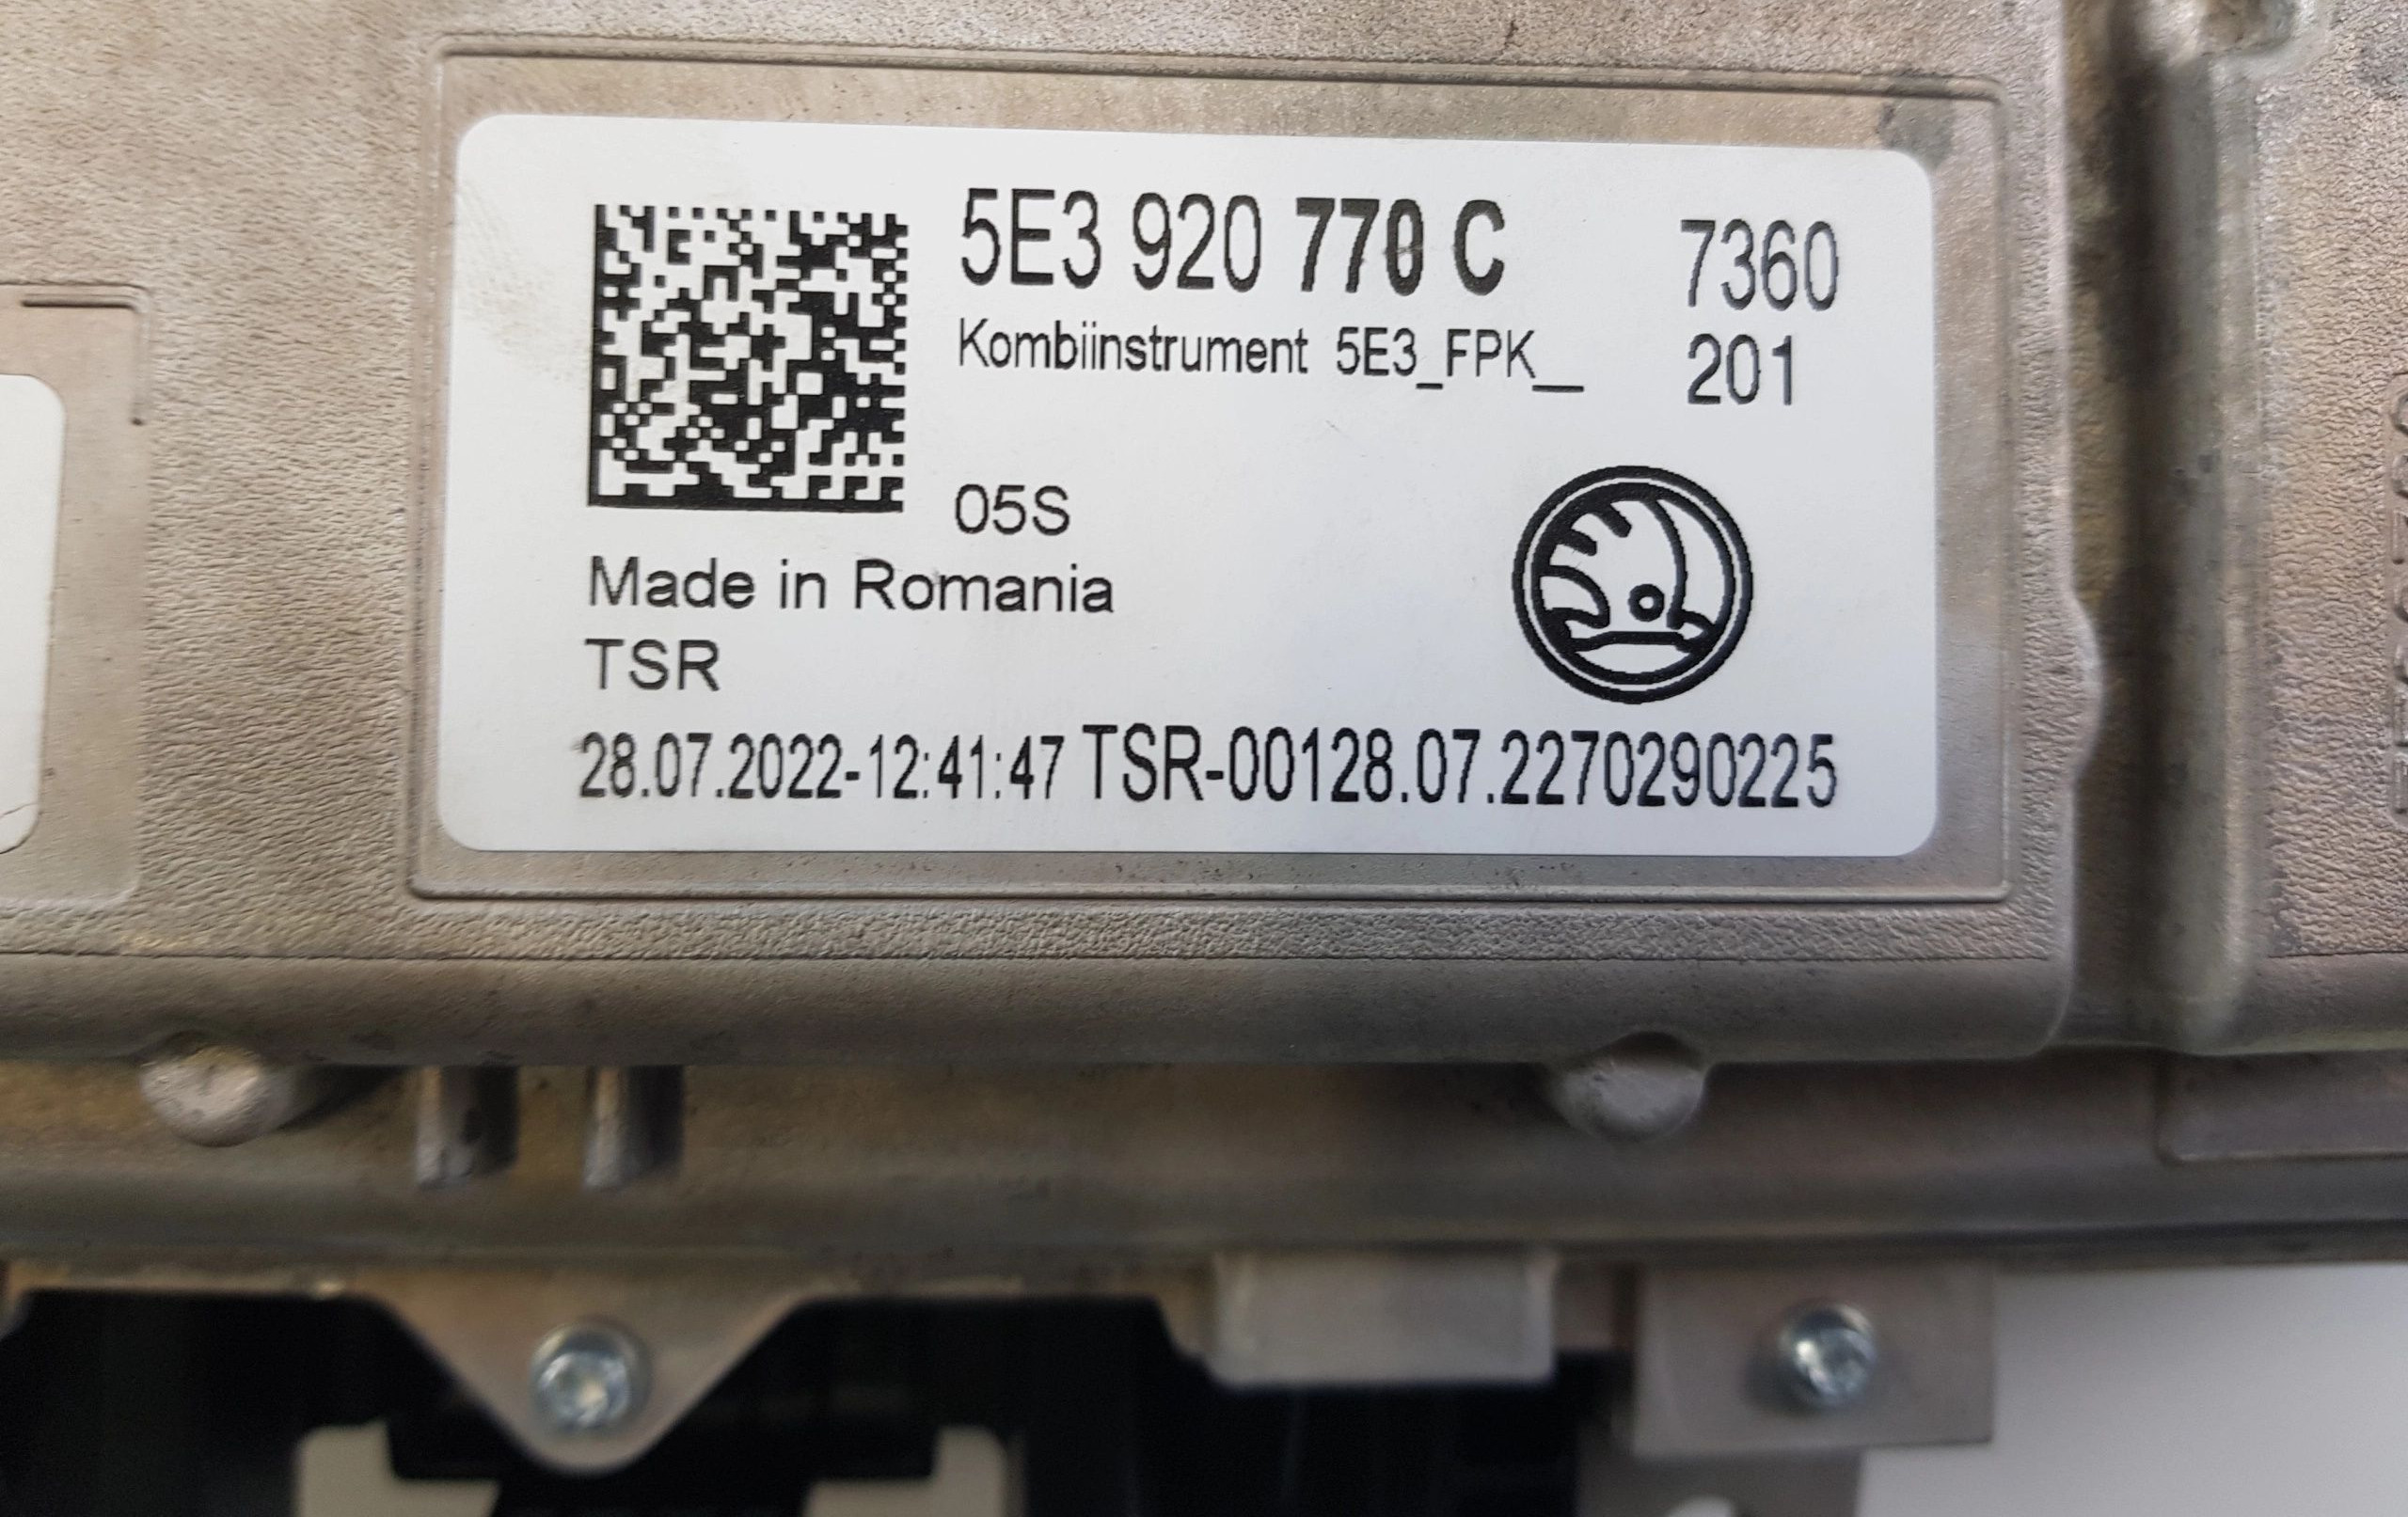 5E3 920 770 C 7360
Kombiinstrument 5E3_FPK__ 201
05S
Made in Romania
TSR
28.07.2022-12:41:47 TSR-00128.07.2270290225